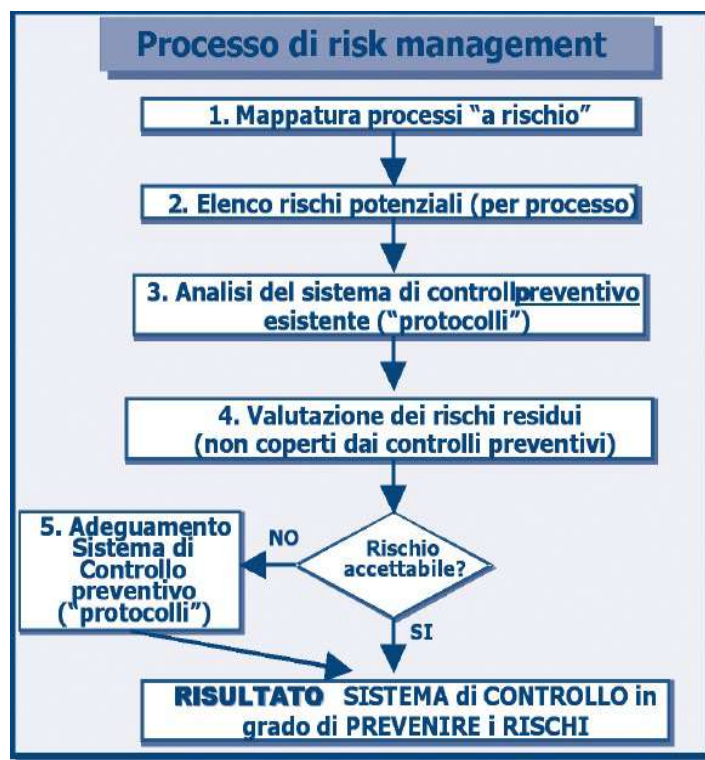 Processo di risk management
1. Mappatura processi “a rischio”
2. Elenco rischi potenziali (per processo)
3. Analisi del sistema di controllo preventivo
esistente (“protocolli”)
4. Valutazione dei rischi residui
(non coperti dai controlli preventivi)
5. Adeguamento
Sistema di
Controllo
preventivo
(“protocolli”)
NO
Rischio
accettabile?
SI
RISULTATO SISTEMA di CONTROLLO in
grado di PREVENIRE i RISCHI